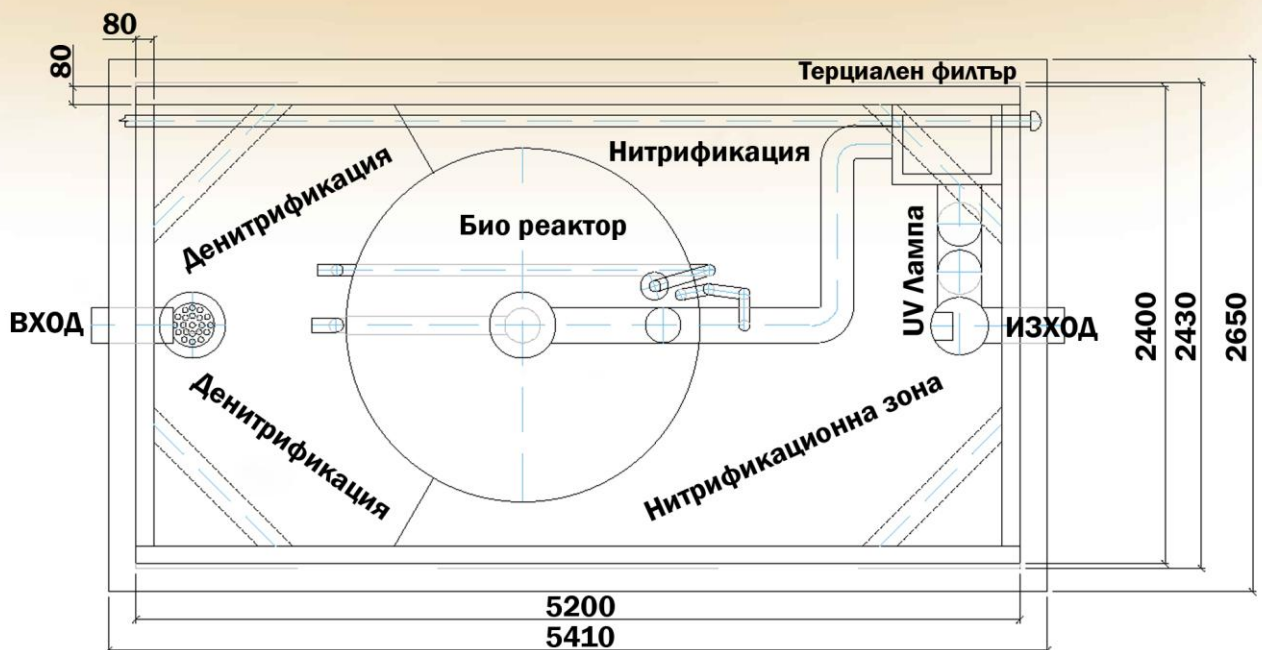 80
80
Терциален филтър
Нитрификация
Денитрификация
Био реактор
UV Лампа
ВХОД
ИЗХОД
2400
2430
2650
Денитрификация
Нитрификационна зона
5200
5410